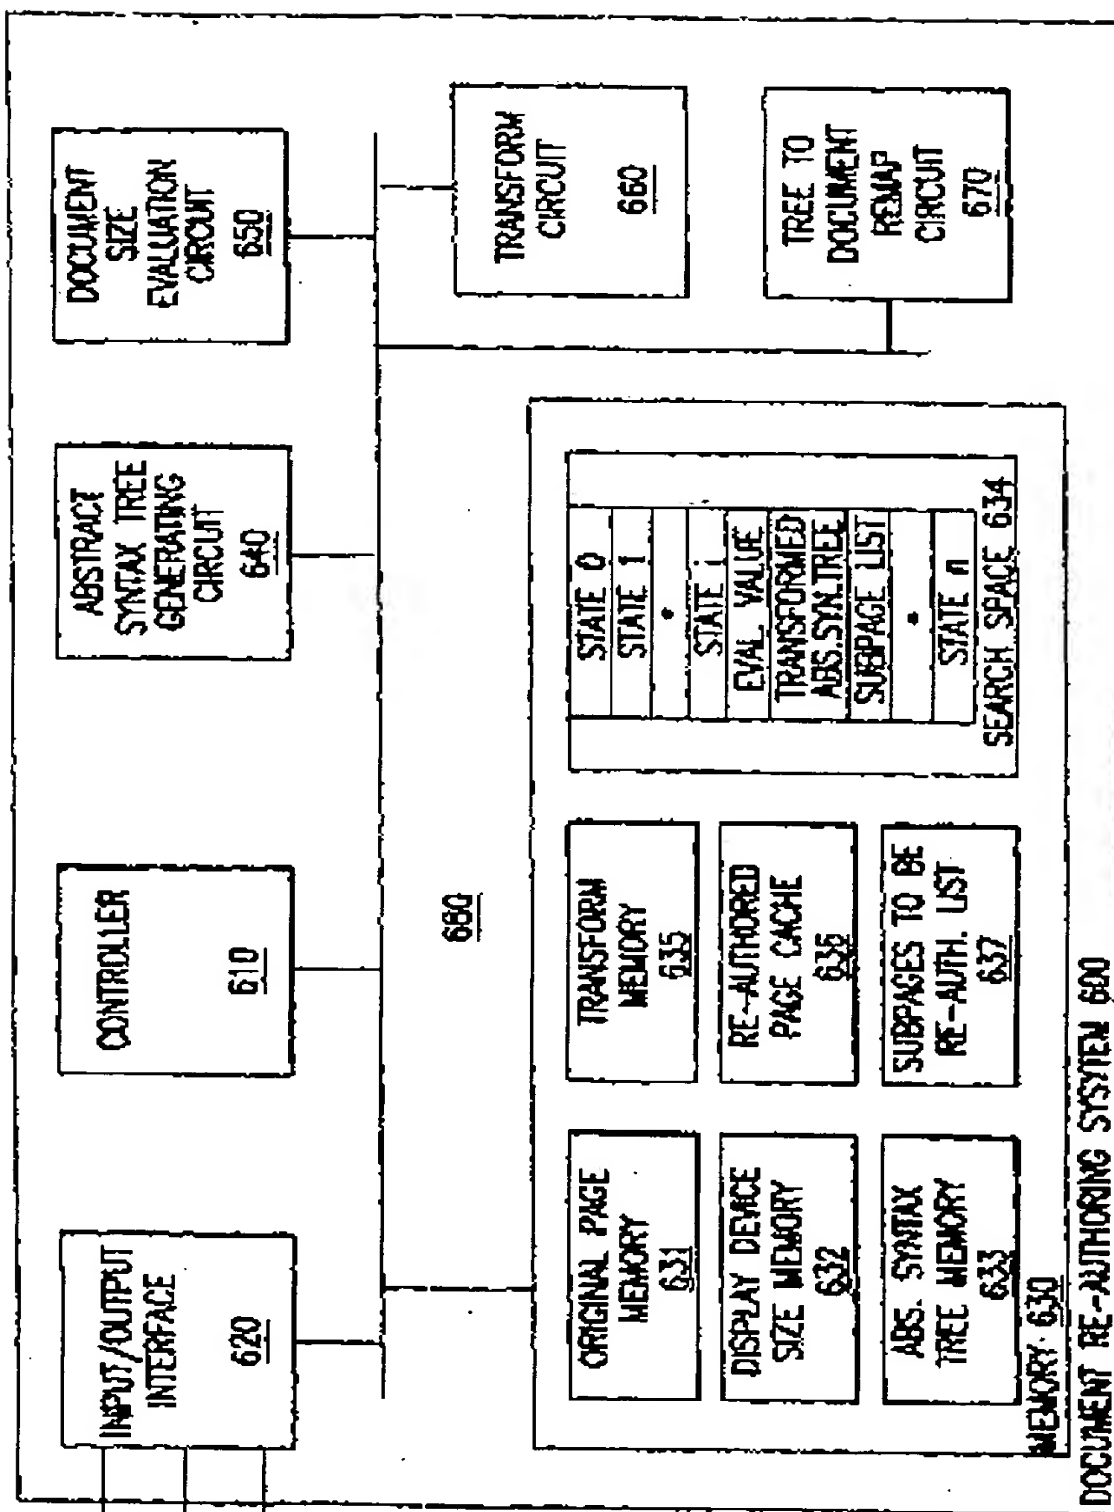 INPUT/OUTPUT
INTERFACE
620
CONTROLLER
610
ABSTRACT
SYNTAX TREE
GENERATING
CIRCUIT
640
DOCUMENT
SIZE
EVALUATION
CIRCUIT
650
TRANSFORM
CIRCUIT
660
TREE TO
DOCUMENT
REMAP
CIRCUIT
670
680
ORIGINAL PAGE
MEMORY
631
DISPLAY DEVICE
SIZE MEMORY
632
ABS. SYNTAX
TREE MEMORY
633
TRANSFORM
MEMORY
635
RE-AUTHORED
PAGE CACHE
636
SUBPAGES TO BE
RE-AUTH. LIST
637
STATE 0
STATE 1
•
STATE i
EVAL. VALUE
TRANSFORMED
ABS.SYN.TREE
SUBPAGE LIST
•
STATE n
SEARCH SPACE 634
MEMORY 630
DOCUMENT RE-AUTHORING SYSYTEM 600